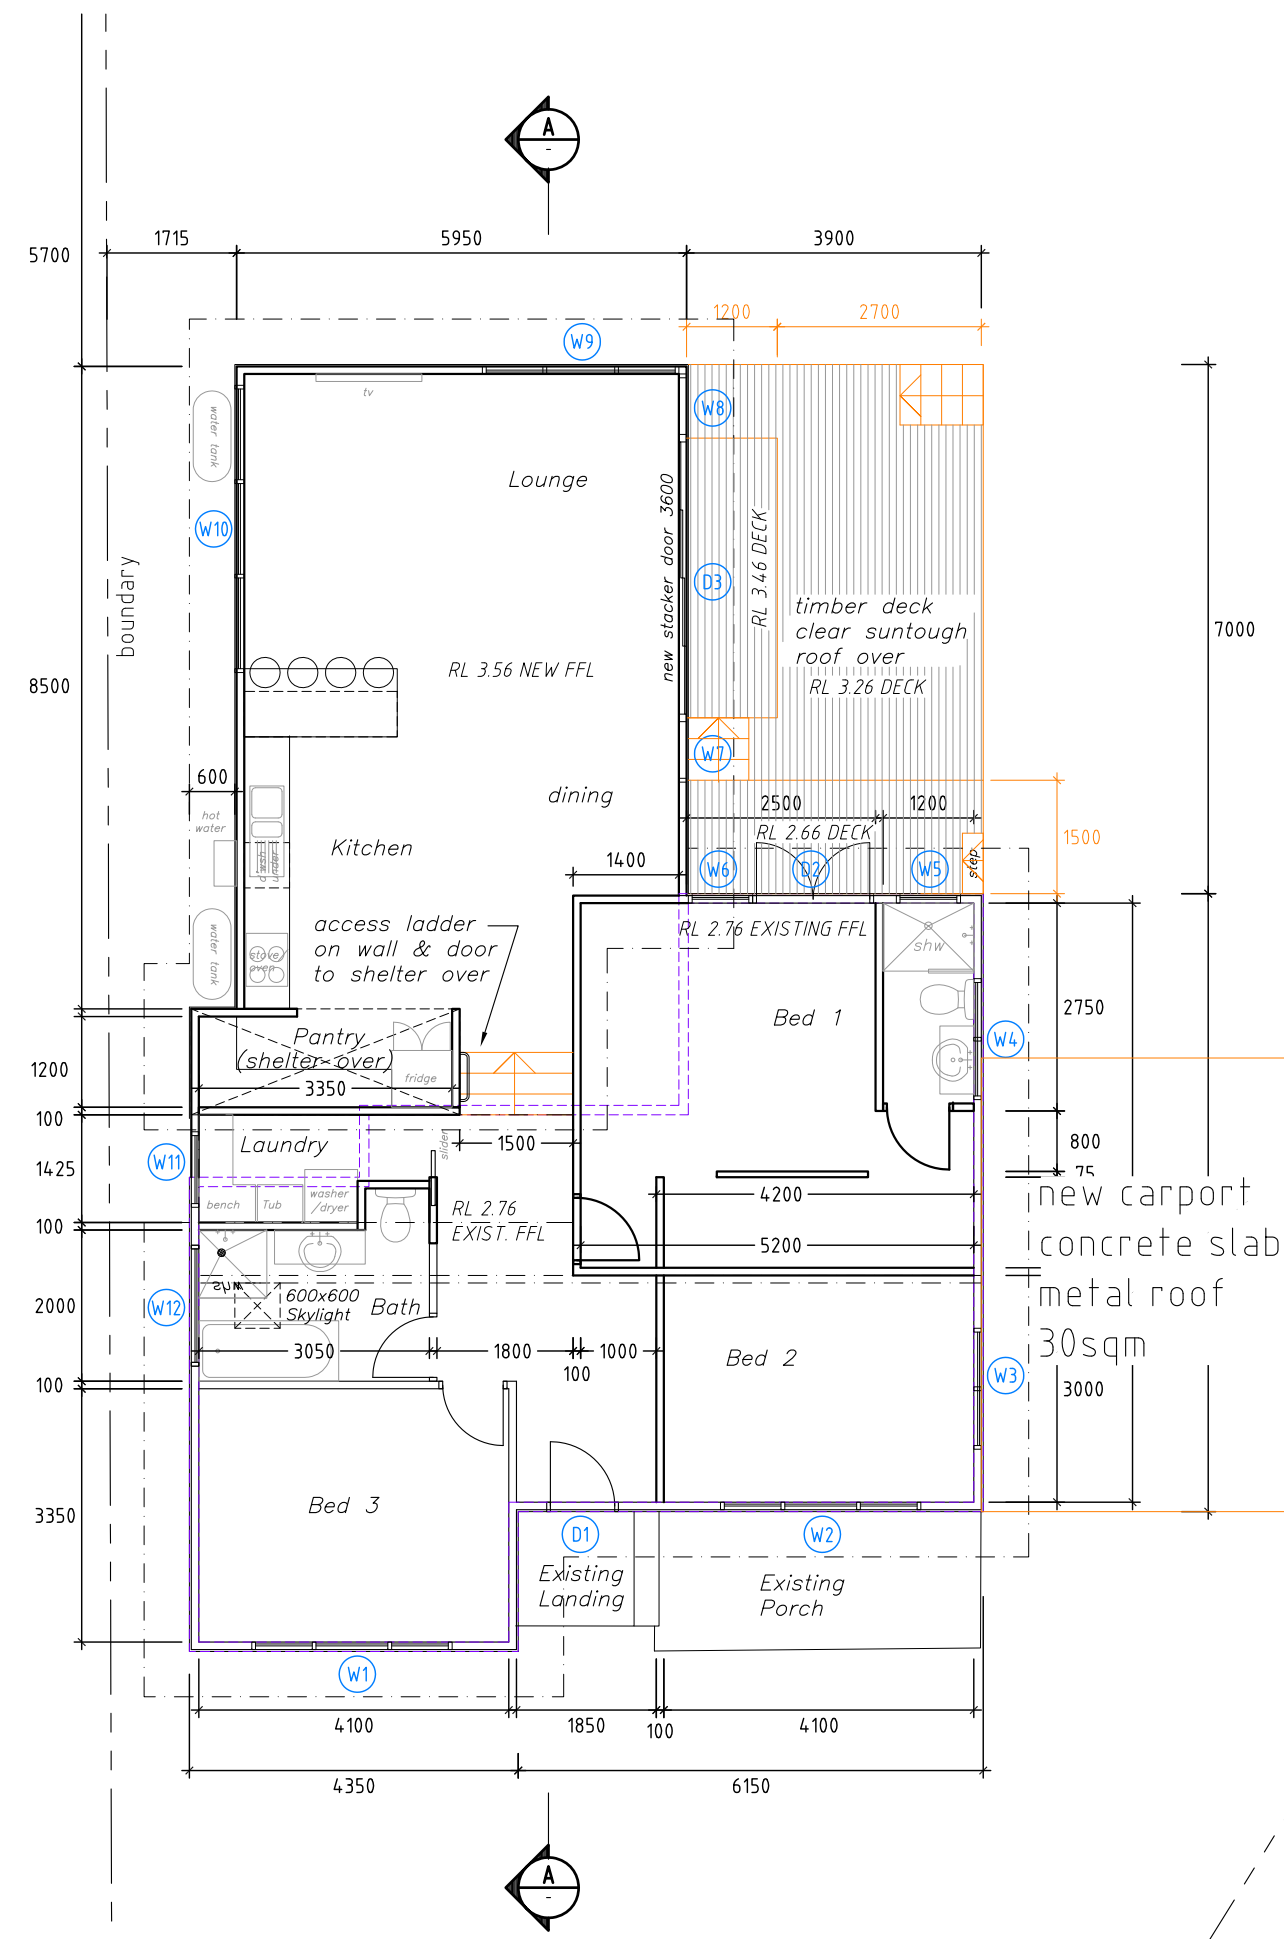 A
-
1715
5950
3900
5700
1200
2700
W9
tv
W8
water tank
Lounge
new stacker door 3600
W10
RL 3.46 DECK
D3
boundary
timber deck
clear suntough
roof over
RL 3.26 DECK
7000
RL 3.56 NEW FFL
8500
W7
600
dining
2500
1200
hot
water
RL 2.66 DECK
1500
Kitchen
1400
W6
D2
W5
step
access ladder
on wall & door
to shelter over
RL 2.76 EXISTING FFL
shw
water tank
stove/
oven
Bed 1
2750
Pantry
(shelter over)
W4
1200
fridge
3350
100
Laundry
1500
slider
800
W11
1425
75
bench
Tub
washer
/dryer
RL 2.76
EXIST. FFL
4200
new carport
concrete slab
metal roof
30sqm
100
5200
shw
600x600
Skylight
Bath
W12
2000
3050
1800
1000
100
Bed 2
W3
3000
100
Bed 3
3350
D1
W2
Existing
Landing
Existing
Porch
W1
4100
1850
100
4100
4350
6150
A
-